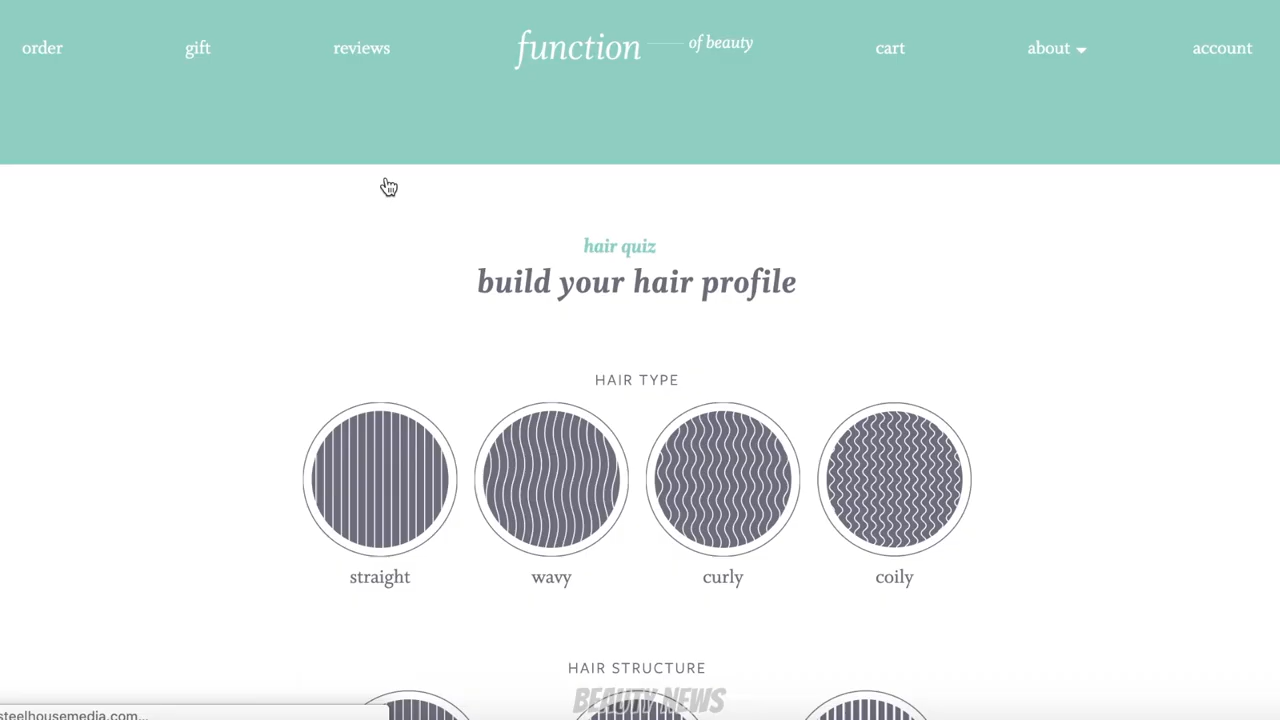 order gift reviews function of beauty cart about account
hair quiz
build your hair profile
HAIR TYPE
straight wavy curly coily
HAIR STRUCTURE
BEAUTY NEWS
steelhousemedia.com...